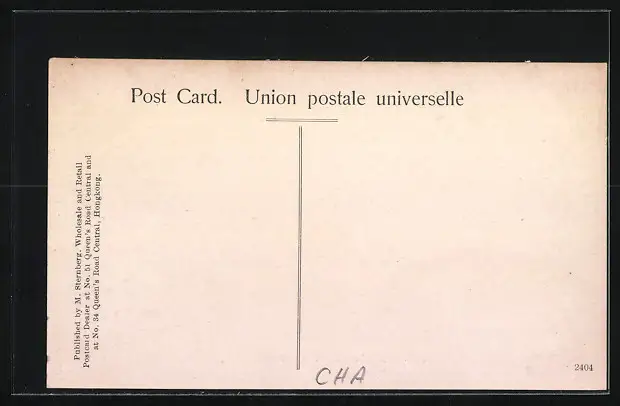 Post Card. Union postale universelle
Published by M. Sternberg, Wholesale and Retail
Postcard Dealer at No. 51 Queen's Road Central and
at No. 34 Queen's Road Central, Hongkong.
CHA
2404